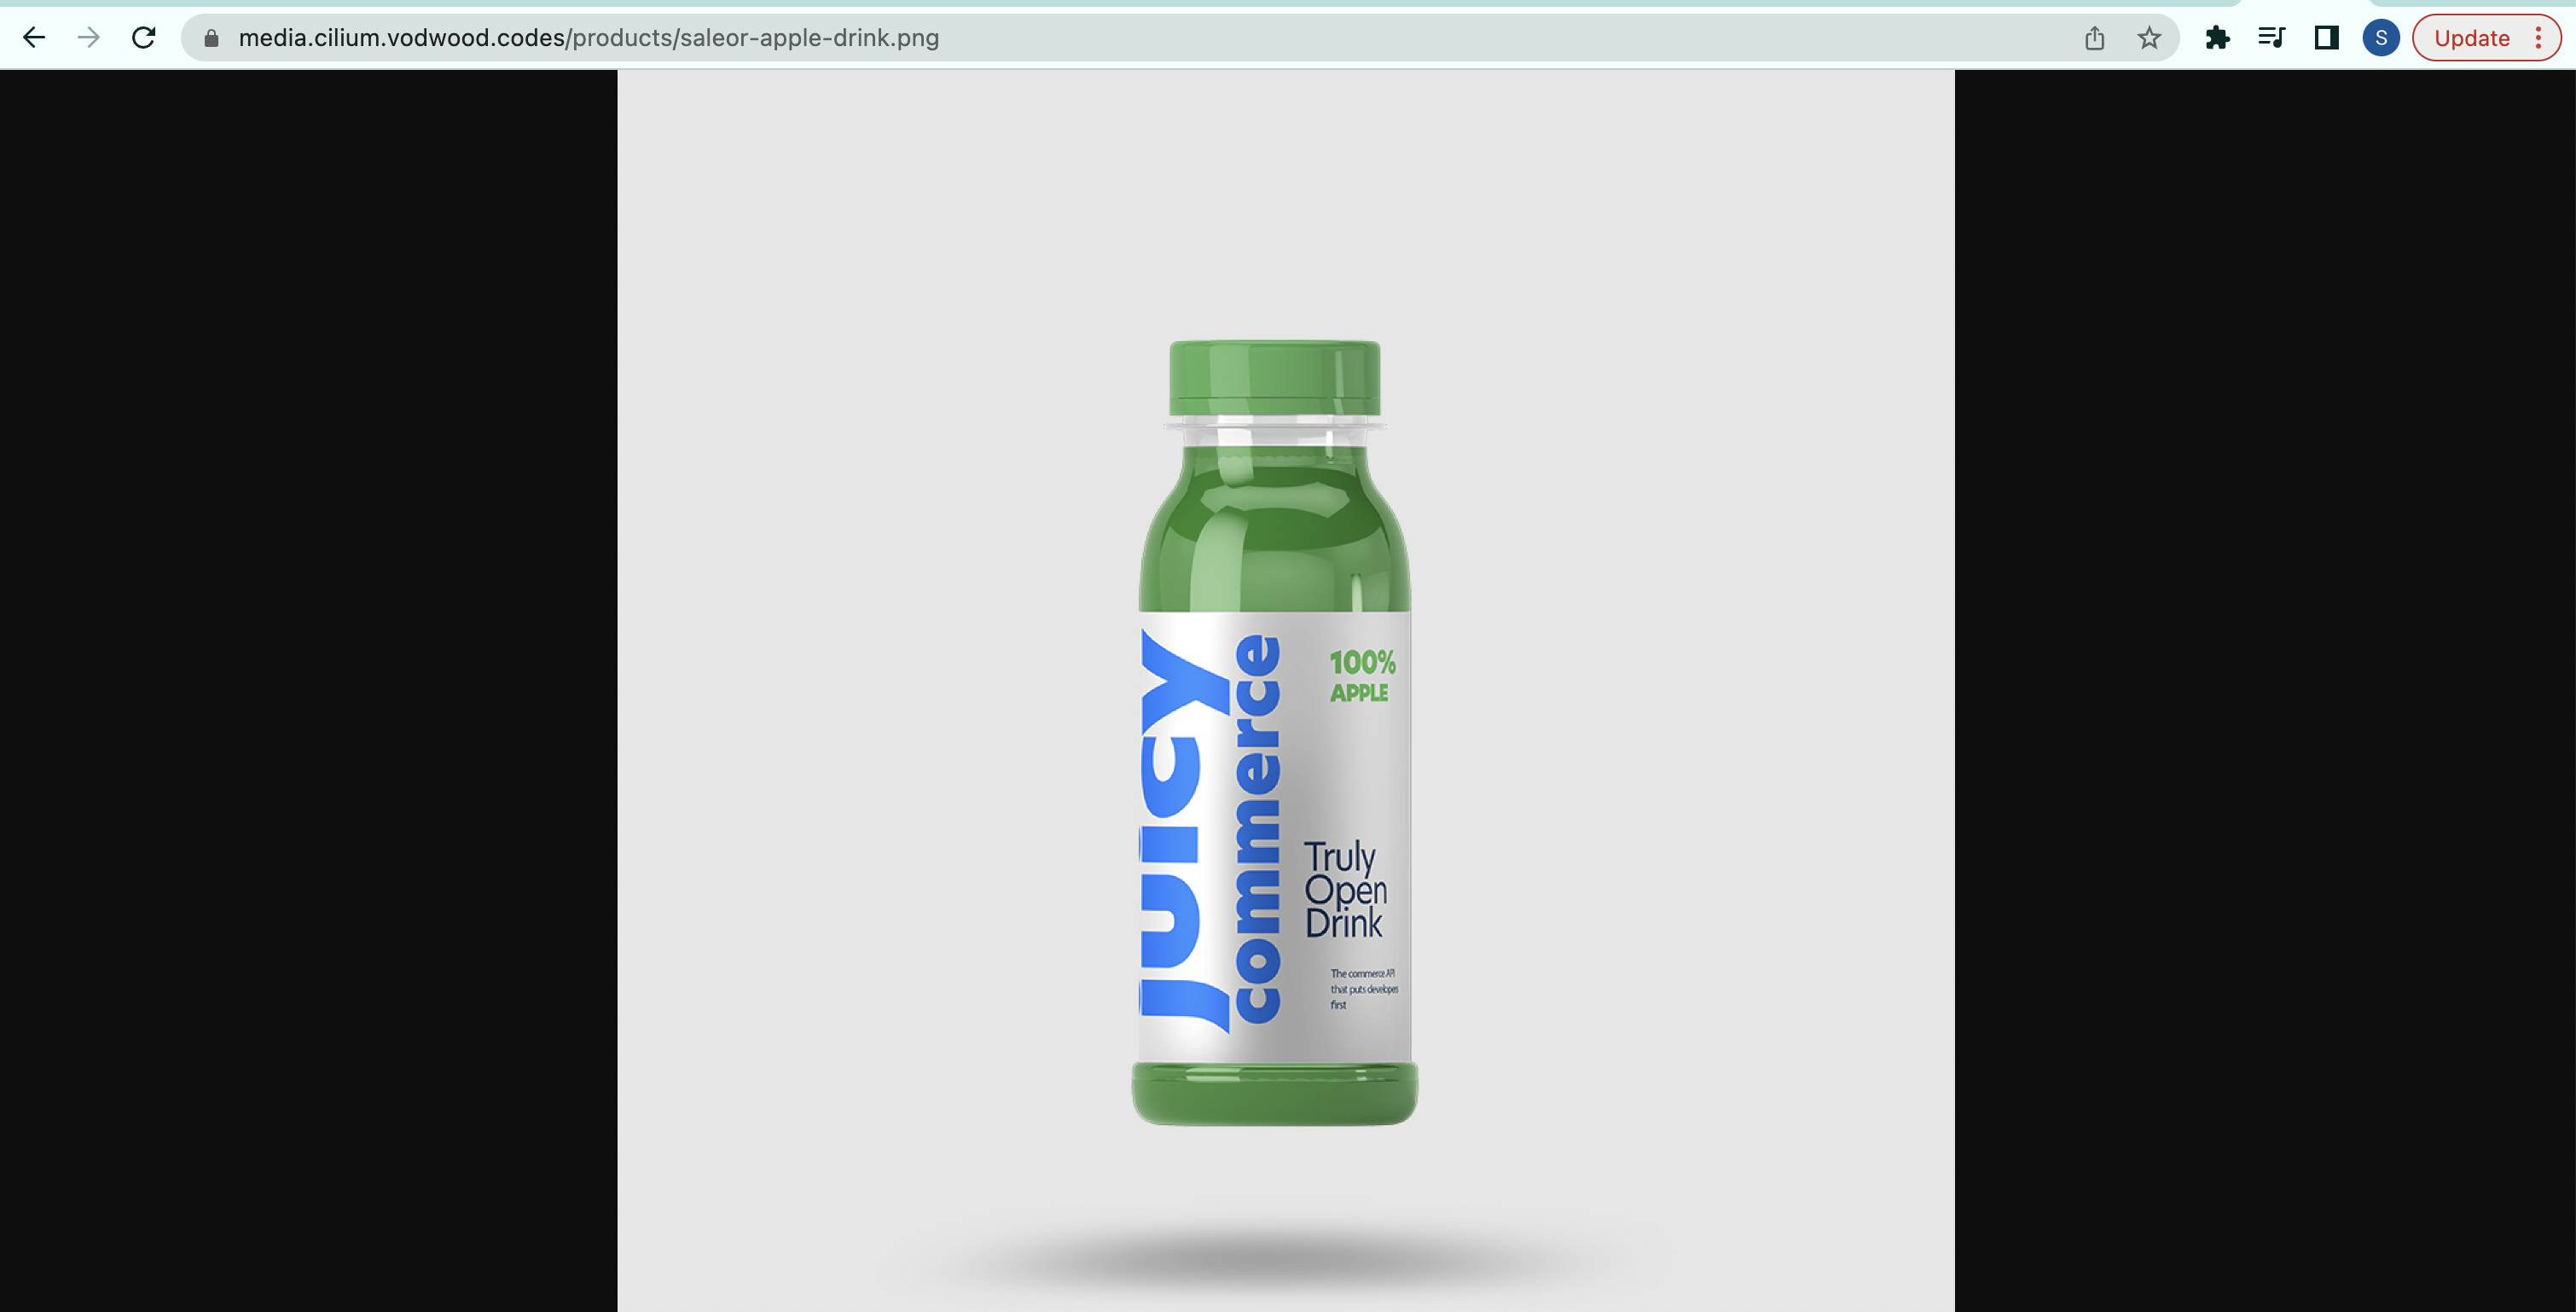 media.cilium.vodwood.codes/products/saleor-apple-drink.png
S
Update
Juicy
commerce
100%
APPLE
Truly
Open
Drink
The commerce API
that puts developes
first